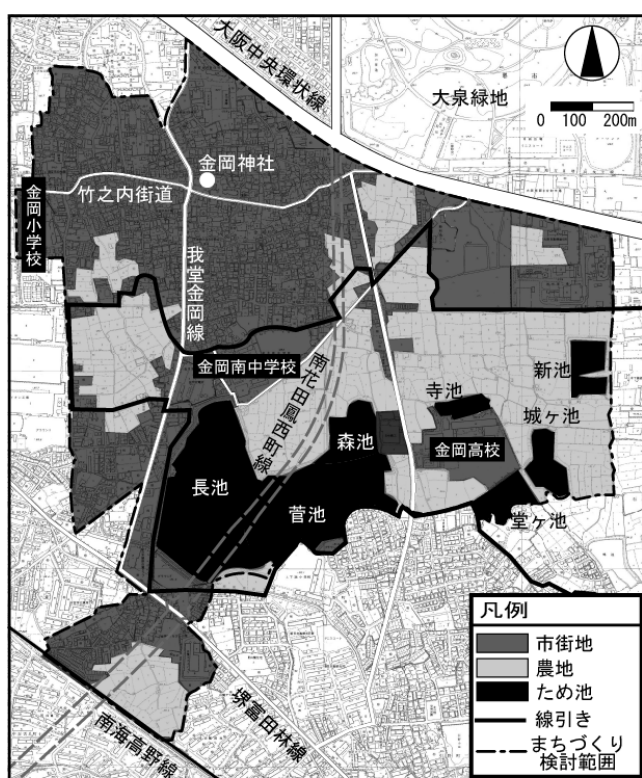 大阪中央環状線
大泉緑地
0 100 200m
金岡神社
竹之内街道
金岡小学校
我堂金岡線
金岡南中学校
南花田鳳西町線
新池
寺池
城ヶ池
森池
金岡高校
長池
菅池
堂ヶ池
凡例
市街地
農地
ため池
線引き
まちづくり
検討範囲
堺富田林線
南海高野線